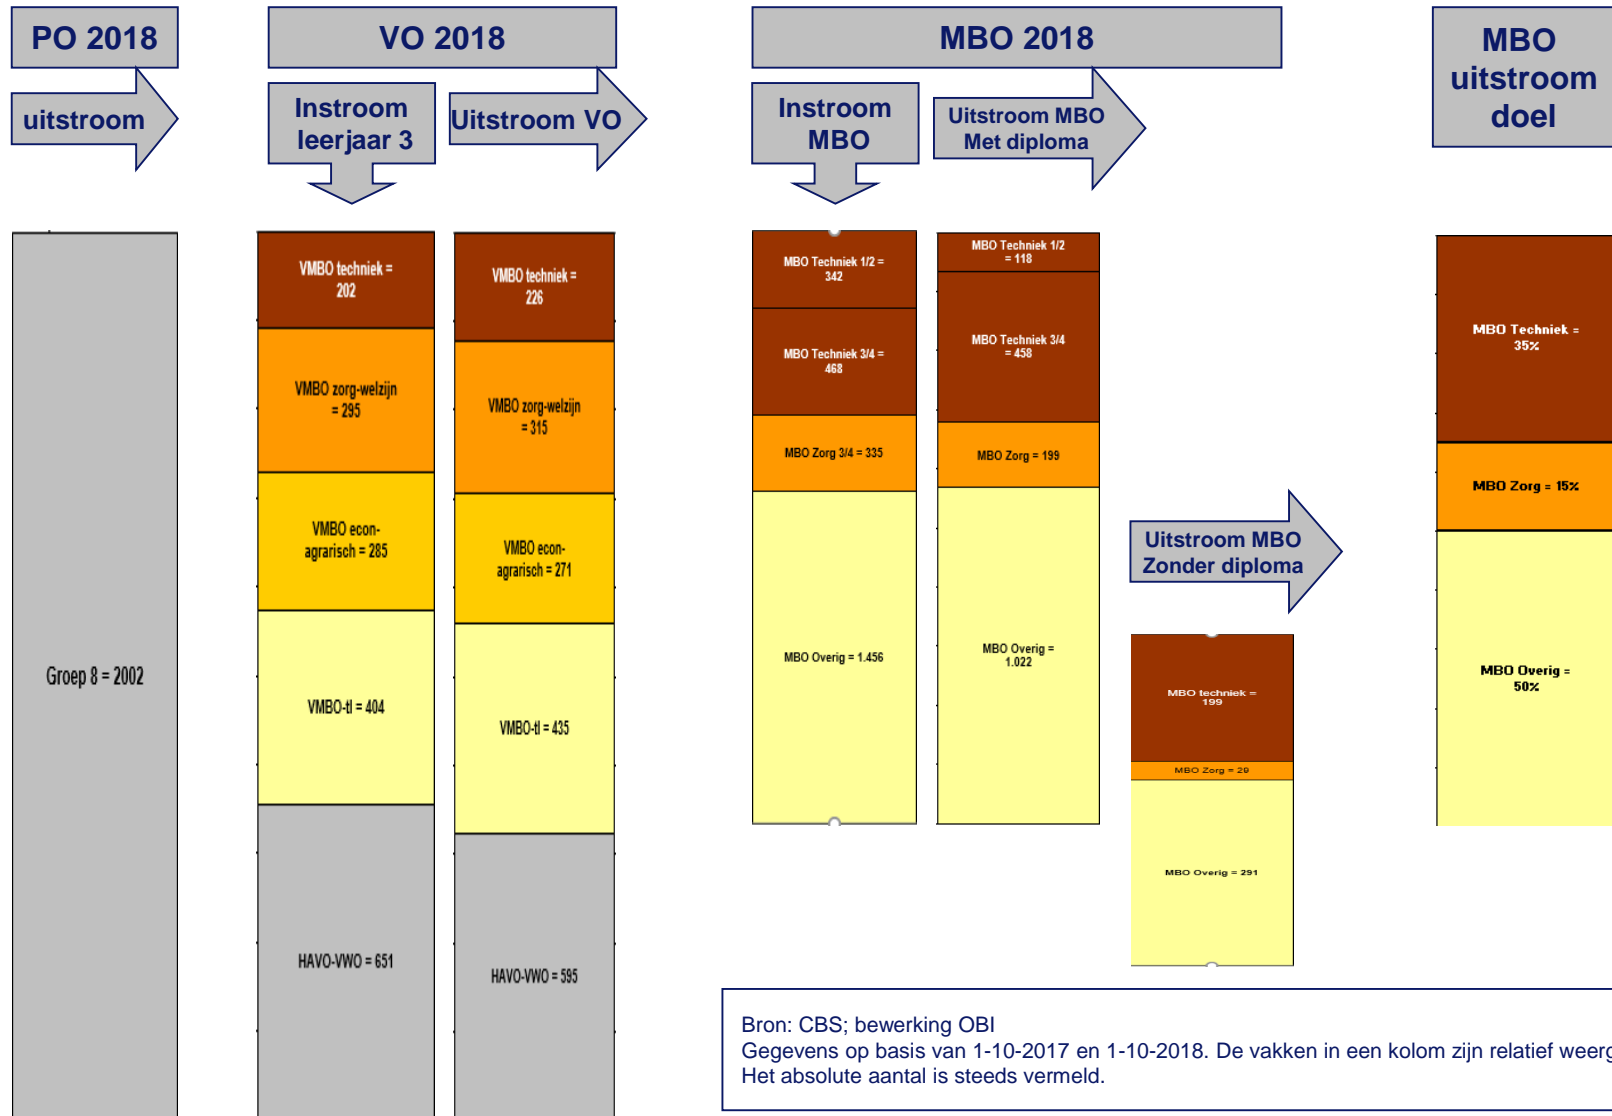 PO 2018
VO 2018
MBO 2018
MBO
uitstroom
doel
uitstroom
Instroom
leerjaar 3
Uitstroom VO
Instroom
MBO
Uitstroom MBO
Met diploma
Groep 8 = 2002
VMBO techniek =
202
VMBO zorg-welzijn
= 295
VMBO econ-
agrarisch = 285
VMBO-tl = 404
HAVO-VWO = 651
VMBO techniek =
226
VMBO zorg-welzijn
= 315
VMBO econ-
agrarisch = 271
VMBO-tl = 435
HAVO-VWO = 595
MBO Techniek 1/2 =
342
MBO Techniek 3/4 =
468
MBO Zorg 3/4 = 335
MBO Overig = 1.456
MBO Techniek 1/2
= 118
MBO Techniek 3/4
= 458
MBO Zorg = 199
MBO Overig =
1.022
Uitstroom MBO
Zonder diploma
MBO techniek =
199
MBO Zorg = 29
MBO Overig = 291
MBO Techniek =
35%
MBO Zorg = 15%
MBO Overig =
50%
Bron: CBS; bewerking OBI
Gegevens op basis van 1-10-2017 en 1-10-2018. De vakken in een kolom zijn relatief weerg
Het absolute aantal is steeds vermeld.